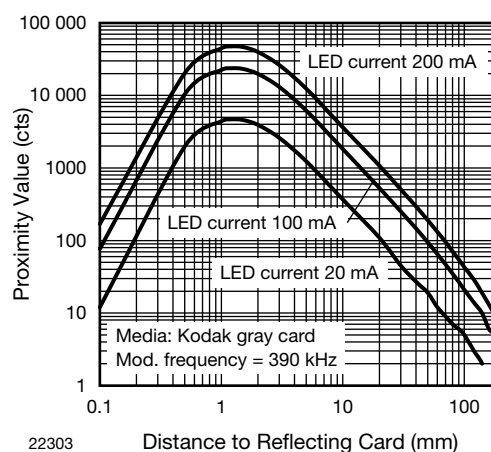 100 000
10 000
1000
100
10
1
Proximity Value (cts)
LED current 200 mA
LED current 100 mA
LED current 20 mA
Media: Kodak gray card
Mod. frequency = 390 kHz
0.1 1 10 100
22303 Distance to Reflecting Card (mm)